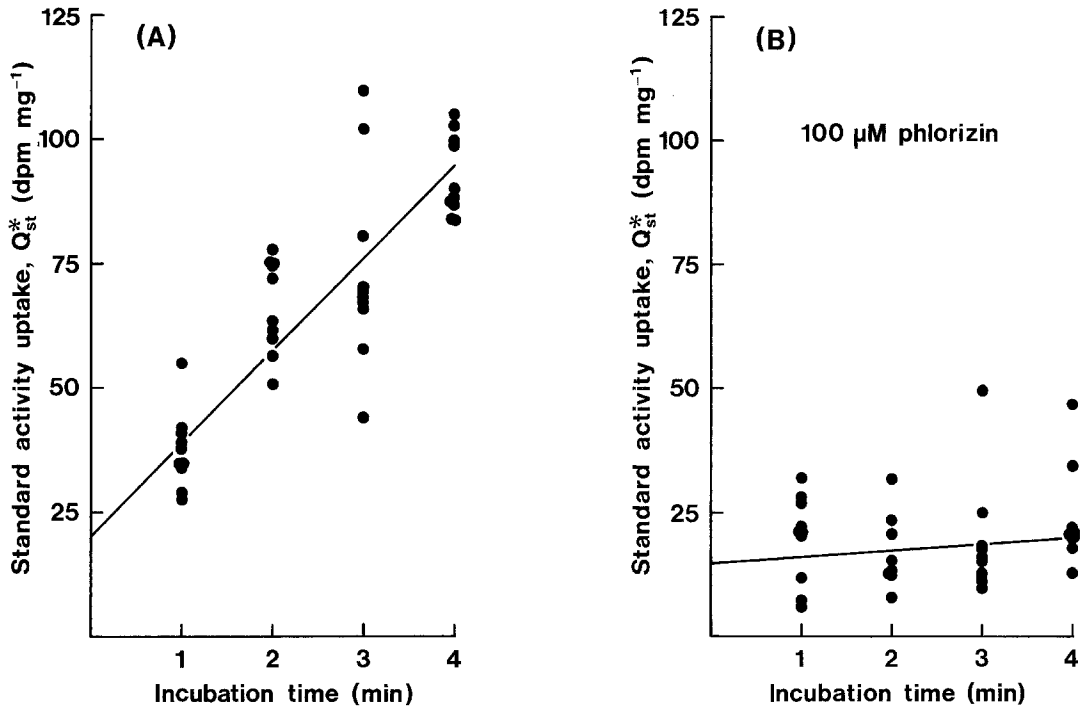 (A)
125
100
75
50
25
Standard activity uptake, Q*st (dpm mg⁻¹)
1 2 3 4
Incubation time (min)
(B)
100 µM phlorizin
125
100
75
50
25
Standard activity uptake, Q*st (dpm mg⁻¹)
1 2 3 4
Incubation time (min)